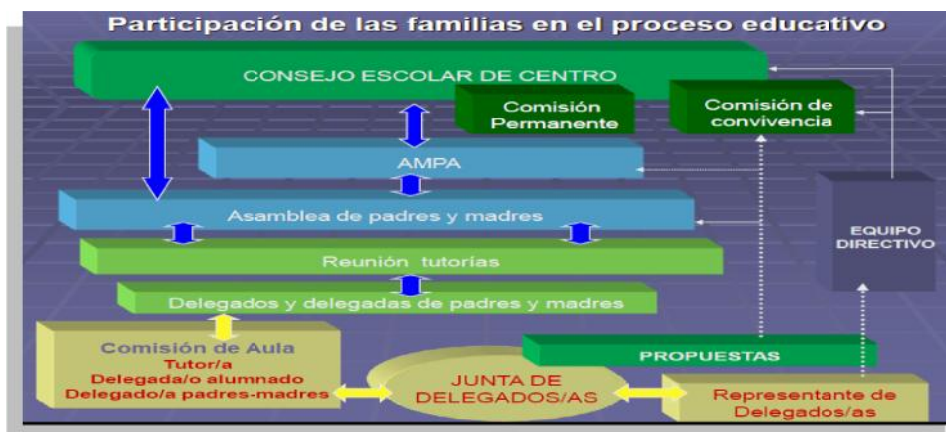 Participación de las familias en el proceso educativo
CONSEJO ESCOLAR DE CENTRO
Comisión
Permanente
Comisión de
convivencia
AMPA
Asamblea de padres y madres
EQUIPO
DIRECTIVO
Reunión tutorías
Delegados y delegadas de padres y madres
Comisión de Aula
Tutor/a
Delegada/o alumnado
Delegado/a padres-madres
PROPUESTAS
JUNTA DE
DELEGADOS/AS
Representante de
Delegados/as